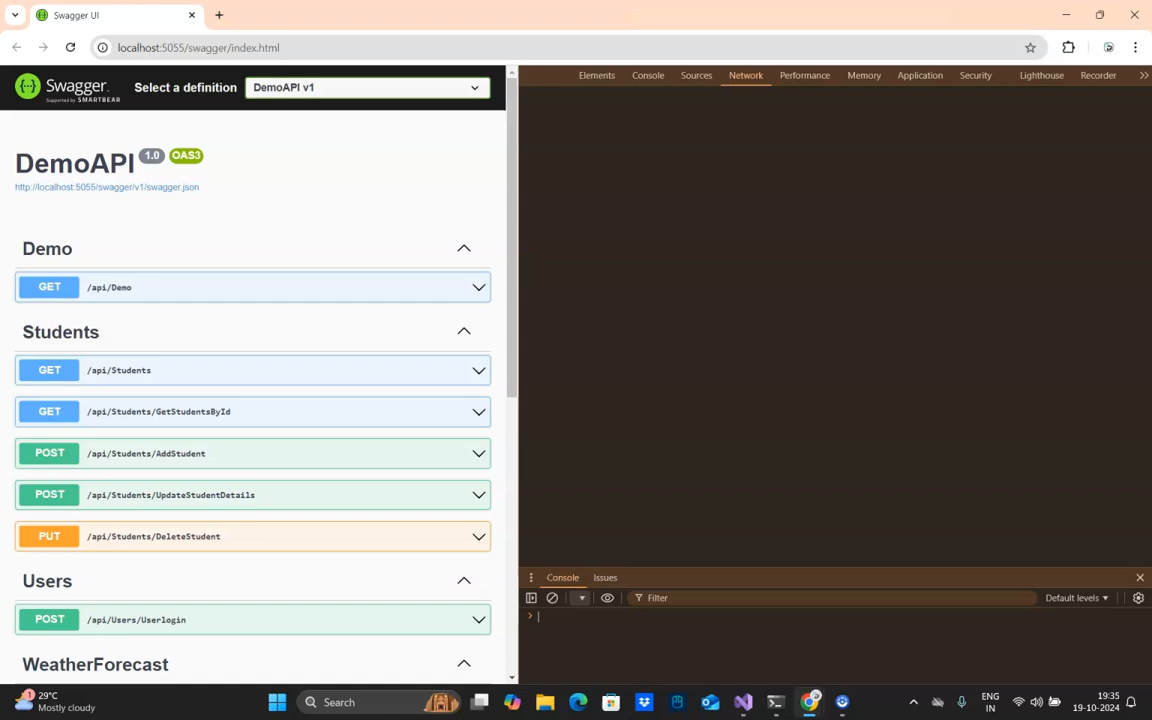 Swagger UI
localhost:5055/swagger/index.html
Swagger.
Supported by SMARTBEAR
Select a definition
DemoAPI v1
DemoAPI 1.0 OAS3
http://localhost:5055/swagger/v1/swagger.json
Demo
GET /api/Demo
Students
GET /api/Students
GET /api/Students/GetStudentsById
POST /api/Students/AddStudent
POST /api/Students/UpdateStudentDetails
PUT /api/Students/DeleteStudent
Users
POST /api/Users/Userlogin
WeatherForecast
Elements Console Sources Network Performance Memory Application Security Lighthouse Recorder
Console Issues
Filter Default levels
29°C
Mostly cloudy
1
Search
ENG
IN
19:35
19-10-2024